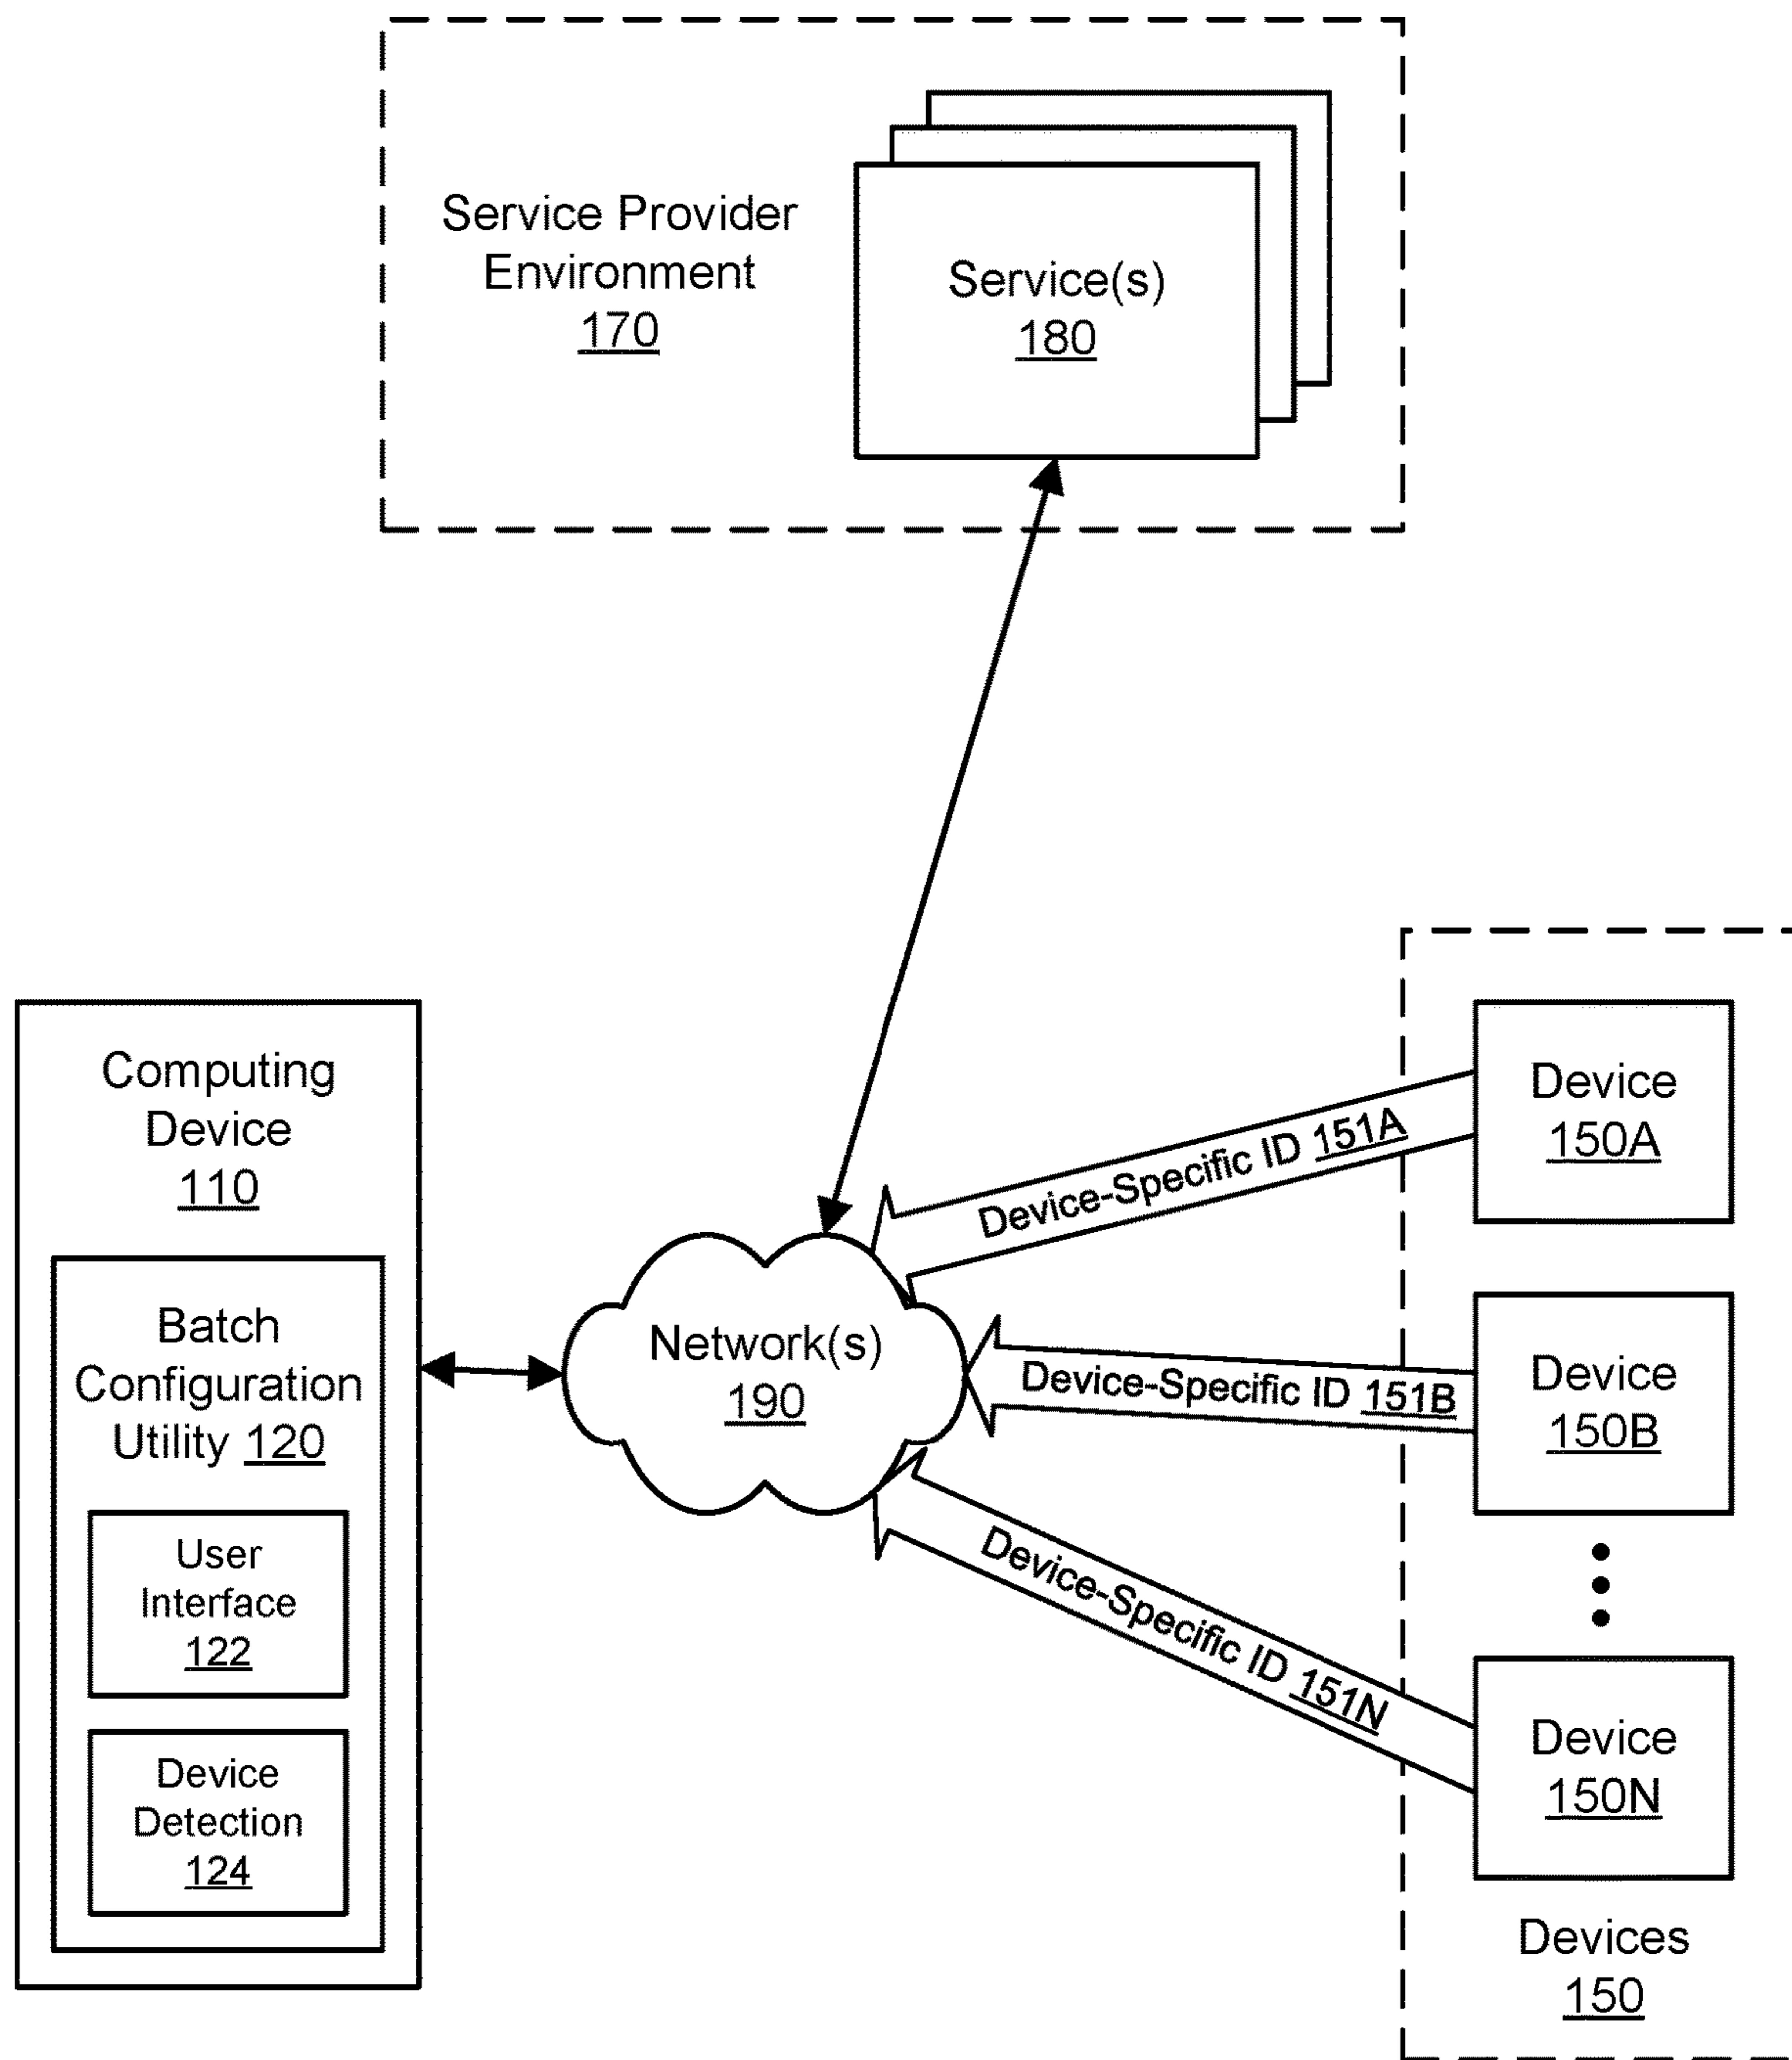 Service Provider
Environment
170
Service(s)
180
Computing
Device
110
Batch
Configuration
Utility 120
User
Interface
122
Device
Detection
124
Network(s)
190
Device-Specific ID 151A
Device-Specific ID 151B
Device-Specific ID 151N
Device
150A
Device
150B
Device
150N
Devices
150